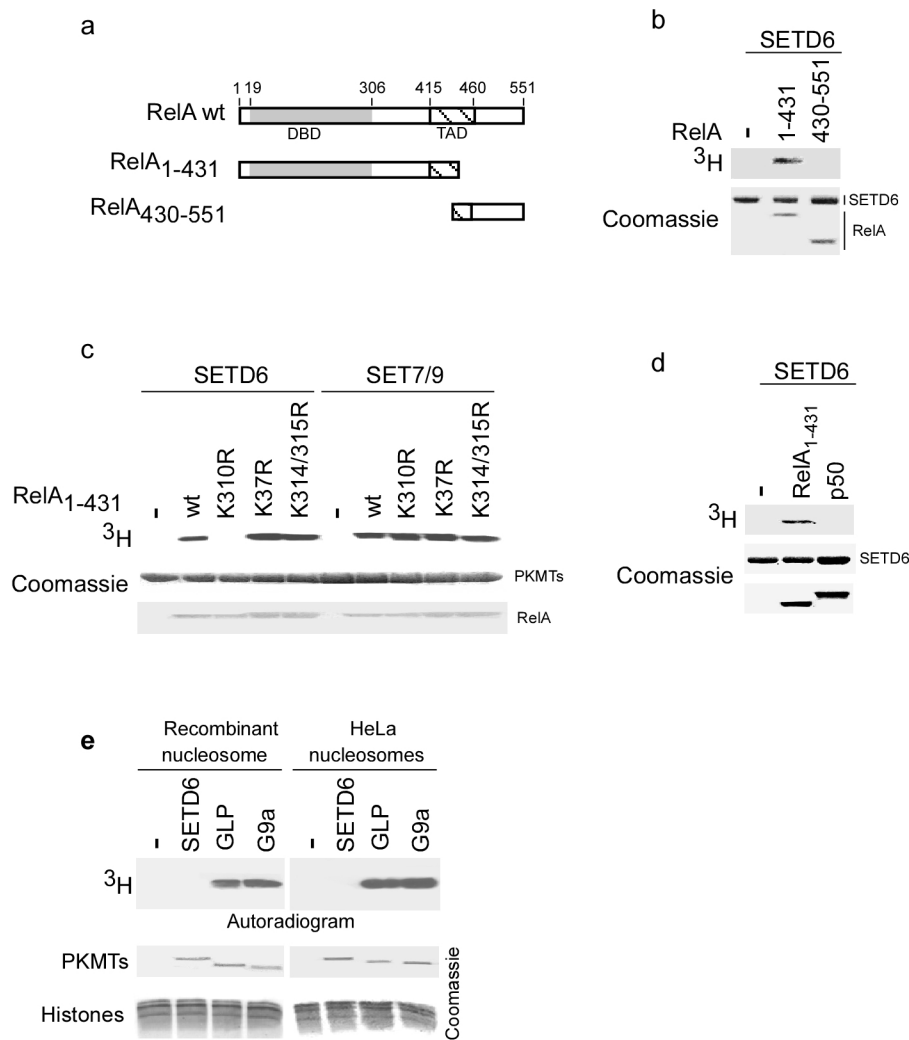 a
1 19 306 415 460 551
RelA wt
DBD TAD
RelA1-431
RelA430-551
b
SETD6
RelA - 1-431 430-551
3H
Coomassie
SETD6
RelA
c
SETD6 SET7/9
RelA1-431 - wt K310R K37R K314/315R - wt K310R K37R K314/315R
3H
Coomassie
PKMTs
RelA
d
SETD6
- RelA1-431 p50
3H
Coomassie
SETD6
e
Recombinant nucleosome
HeLa nucleosomes
- SETD6 GLP G9a - SETD6 GLP G9a
3H
Autoradiogram
PKMTs
Histones
Coomassie